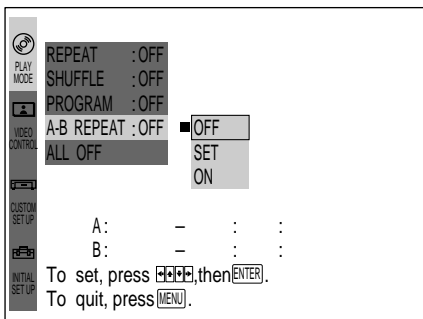 PLAY
MODE
VIDEO
CONTROL
CUSTOM
SET UP
INITIAL
SET UP
REPEAT :OFF
SHUFFLE :OFF
PROGRAM :OFF
A-B REPEAT :OFF
ALL OFF
OFF
SET
ON
A: – : :
B: – : :
To set, press ,then ENTER.
To quit, press MENU.